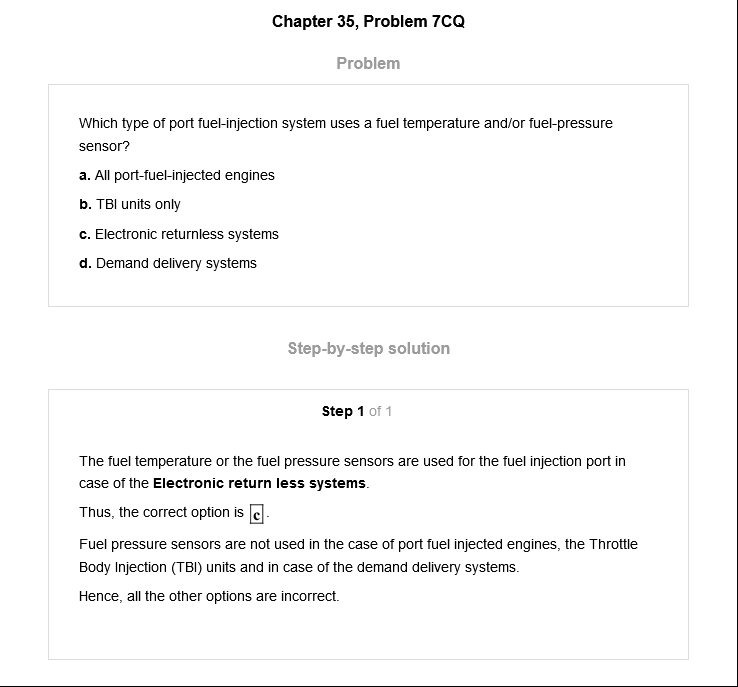 Chapter 35, Problem 7CQ
Problem
Which type of port fuel-injection system uses a fuel temperature and/or fuel-pressure
sensor?
a. All port-fuel-injected engines
b. TBI units only
c. Electronic returnless systems
d. Demand delivery systems
Step-by-step solution
Step 1 of 1
The fuel temperature or the fuel pressure sensors are used for the fuel injection port in
case of the Electronic return less systems.
Thus, the correct option is c.
Fuel pressure sensors are not used in the case of port fuel injected engines, the Throttle
Body Injection (TBI) units and in case of the demand delivery systems.
Hence, all the other options are incorrect.